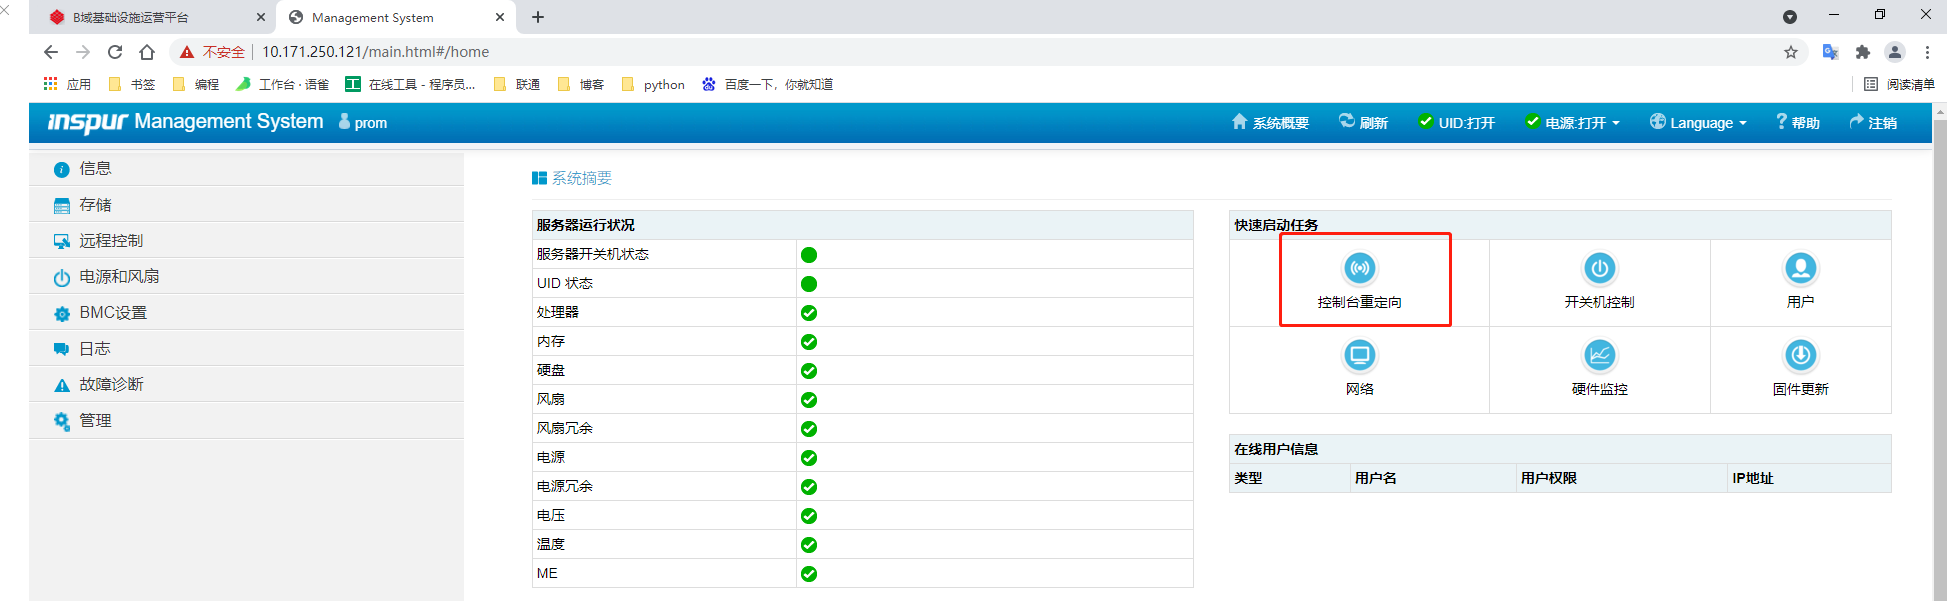 B域基础设施运营平台
Management System
不安全 | 10.171.250.121/main.html#/home
应用 书签 编程 工作台 · 语雀 在线工具 - 程序员... 联通 博客 python 百度一下，你就知道 阅读清单
inspur Management System prom 系统概要 刷新 UID:打开 电源:打开 Language ? 帮助 注销
信息
存储
远程控制
电源和风扇
BMC设置
日志
故障诊断
管理
系统摘要
服务器运行状况
服务器开关机状态
UID 状态
处理器
内存
硬盘
风扇
风扇冗余
电源
电源冗余
电压
温度
ME
快速启动任务
控制台重定向 开关机控制 用户
网络 硬件监控 固件更新
在线用户信息
类型 用户名 用户权限 IP地址